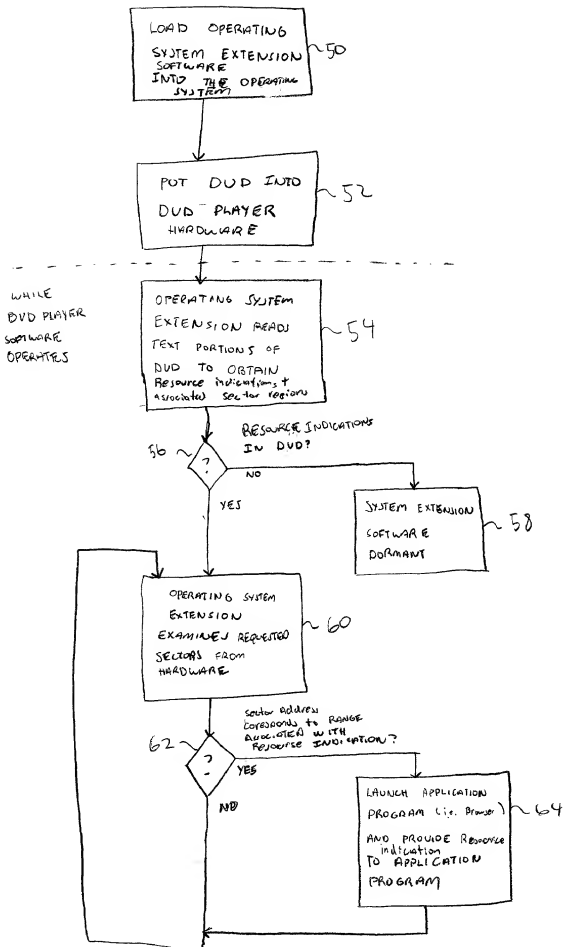 LOAD OPERATING
SYSTEM EXTENSION
SOFTWARE
INTO THE OPERATING
SYSTEM
50
POT DVD INTO
DVD PLAYER
HARDWARE
52
WHILE
DVD PLAYER
SOFTWARE
OPERATES
OPERATING SYSTEM
EXTENSION READS
TEXT PORTIONS OF
DVD TO OBTAIN
Resource indications +
associated sector regions
54
RESOURCE INDICATIONS
IN DVD?
56
?
NO
YES
SYSTEM EXTENSION
SOFTWARE
DORMANT
58
OPERATING SYSTEM
EXTENSION
EXAMINES REQUESTED
SECTORS FROM
HARDWARE
60
Sector Address
Coresponds to RANGE
ASSOCIATED WITH
Resource INDICATION?
62
?
YES
NO
LAUNCH APPLICATION
PROGRAM (i.e. Browser)
AND PROVIDE Resource
indication
TO APPLICATION
PROGRAM
64